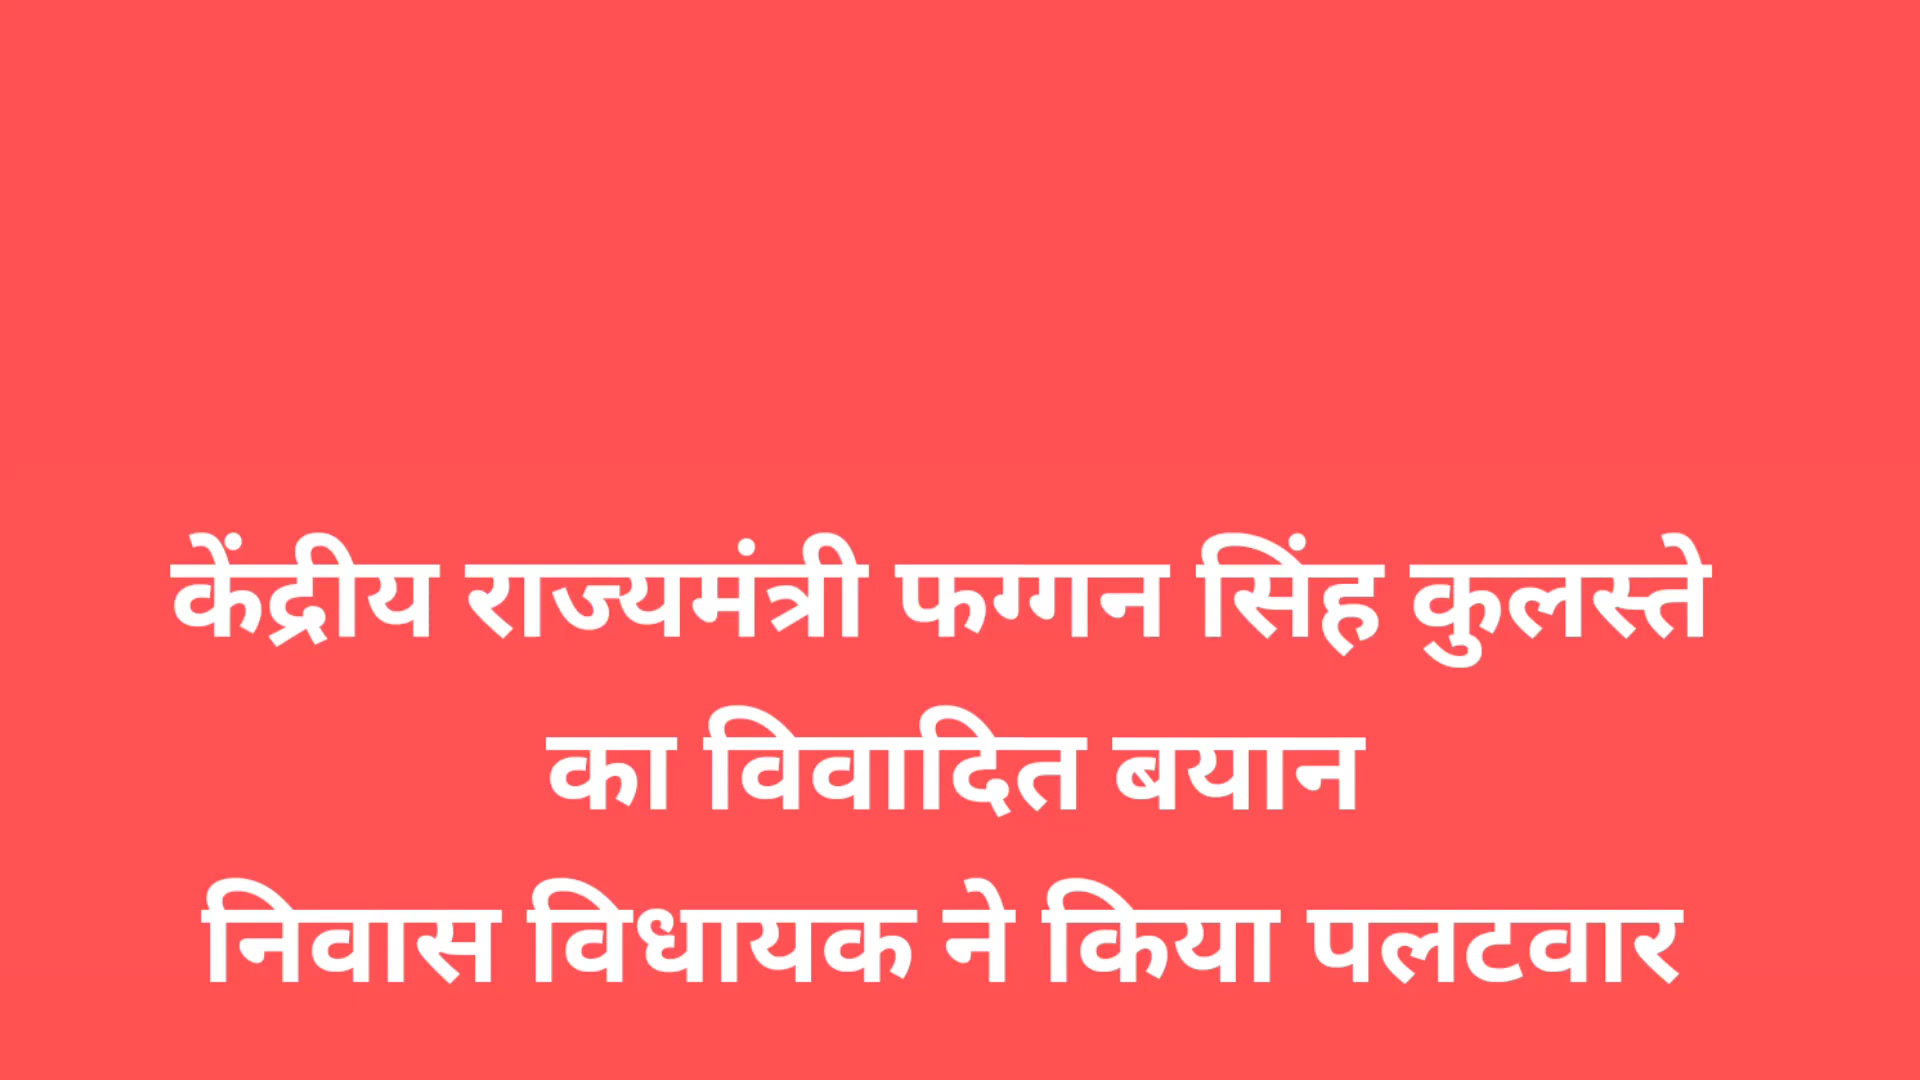 केंद्रीय राज्यमंत्री फग्गन सिंह कुलस्ते
का विवादित बयान
निवास विधायक ने किया पलटवार